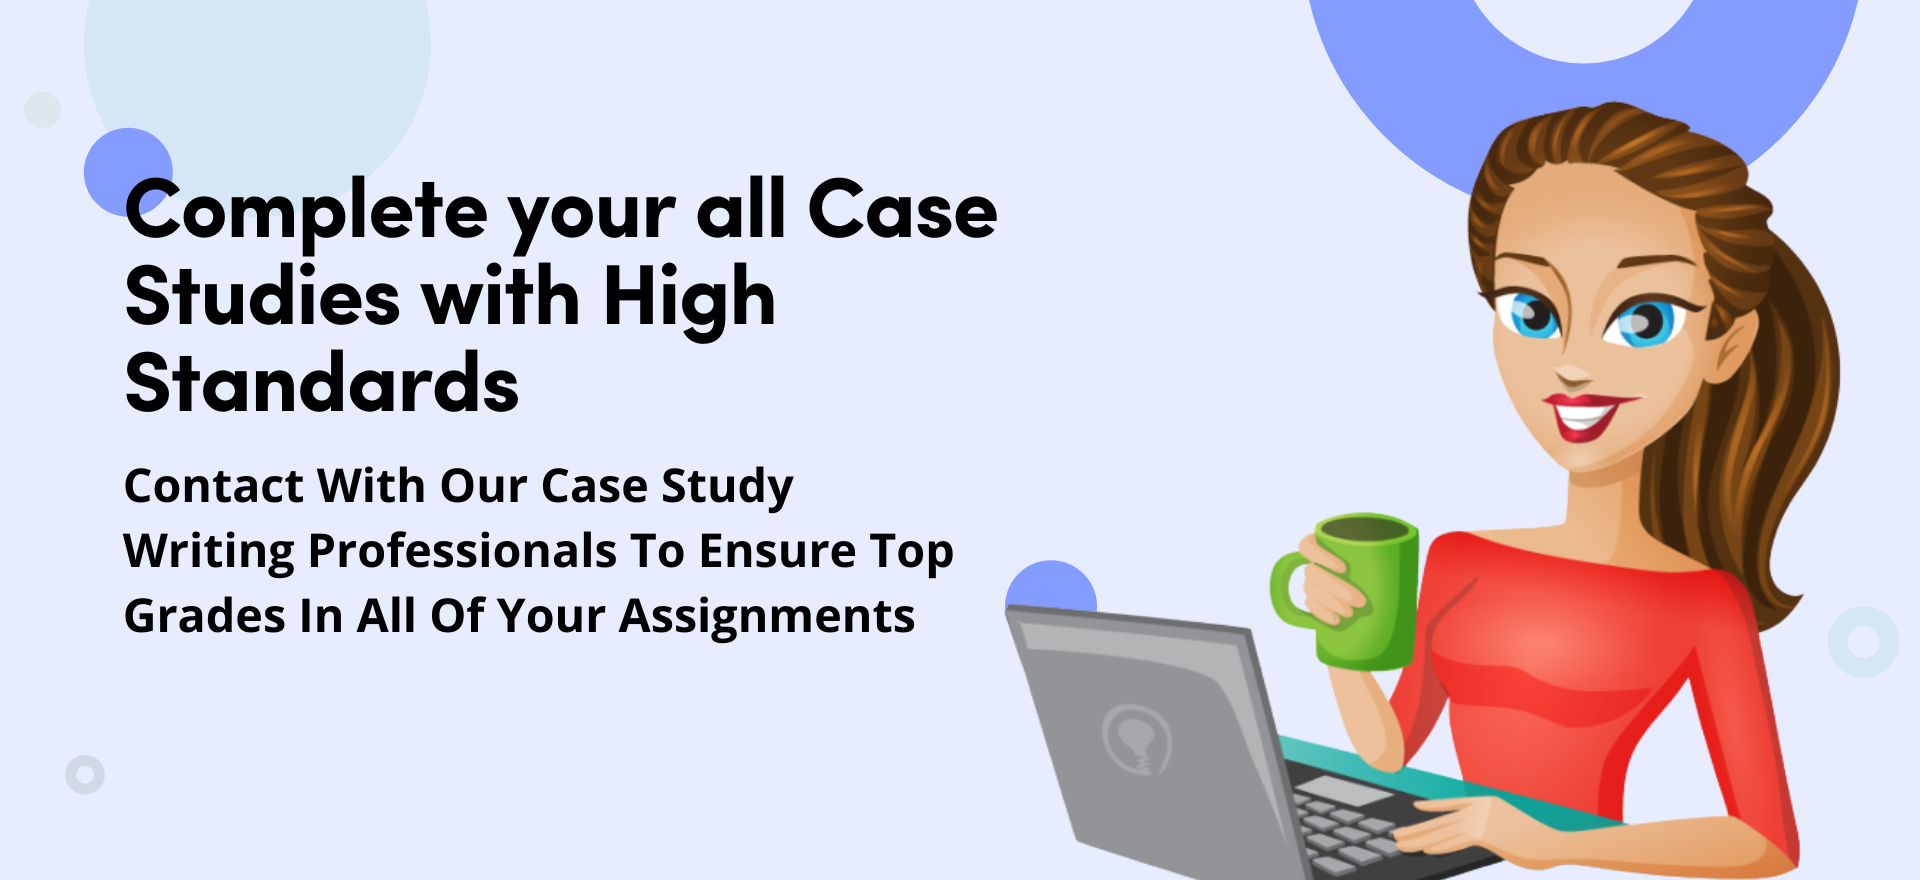 Complete your all Case
Studies with High
Standards
Contact With Our Case Study
Writing Professionals To Ensure Top
Grades In All Of Your Assignments